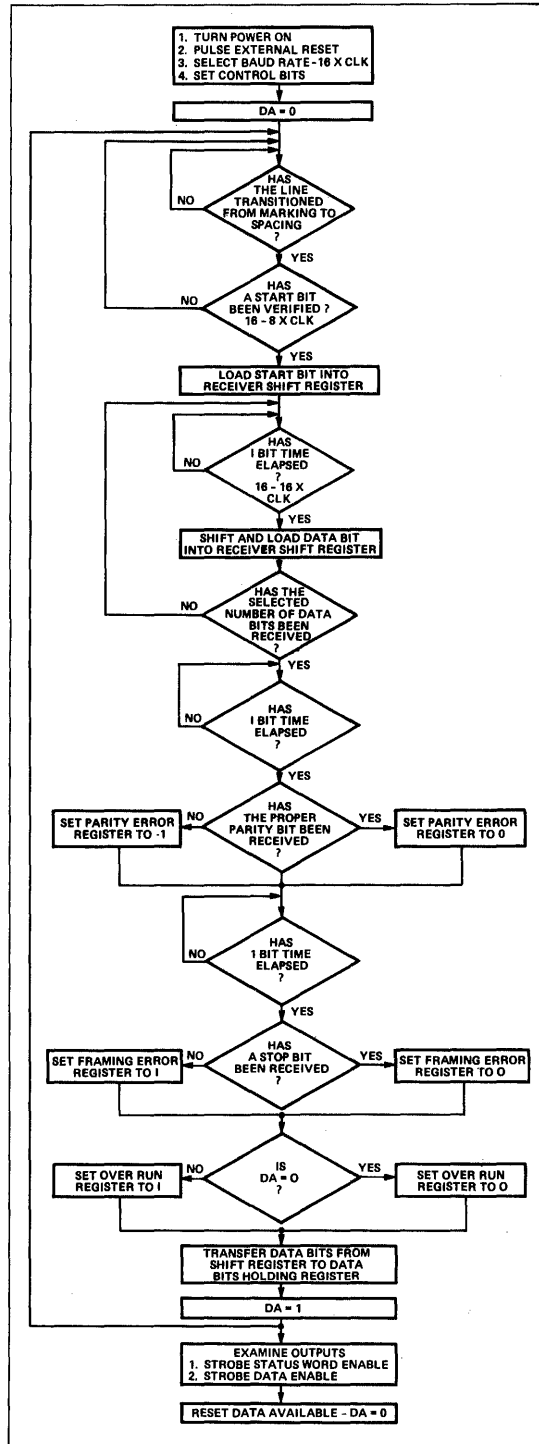 1. TURN POWER ON
2. PULSE EXTERNAL RESET
3. SELECT BAUD RATE - 16 X CLK
4. SET CONTROL BITS
DA = 0
HAS
THE LINE
TRANSITIONED
FROM MARKING TO
SPACING
?
NO
YES
HAS
A START BIT
BEEN VERIFIED ?
16 - 8 X CLK
NO
YES
LOAD START BIT INTO
RECEIVER SHIFT REGISTER
HAS
I BIT TIME
ELAPSED
?
16 - 16 X
CLK
NO
YES
SHIFT AND LOAD DATA BIT
INTO RECEIVER SHIFT REGISTER
HAS THE
SELECTED
NUMBER OF DATA
BITS BEEN
RECEIVED
?
NO
YES
HAS
I BIT TIME
ELAPSED
?
NO
YES
HAS
THE PROPER
PARITY BIT BEEN
RECEIVED
?
NO
YES
SET PARITY ERROR
REGISTER TO -1
SET PARITY ERROR
REGISTER TO 0
HAS
1 BIT TIME
ELAPSED
?
NO
YES
HAS
A STOP BIT
BEEN RECEIVED
?
NO
YES
SET FRAMING ERROR
REGISTER TO I
SET FRAMING ERROR
REGISTER TO O
IS
DA = O
?
NO
YES
SET OVER RUN
REGISTER TO I
SET OVER RUN
REGISTER TO O
TRANSFER DATA BITS FROM
SHIFT REGISTER TO DATA
BITS HOLDING REGISTER
DA = 1
EXAMINE OUTPUTS
1. STROBE STATUS WORD ENABLE
2. STROBE DATA ENABLE
RESET DATA AVAILABLE - DA = 0